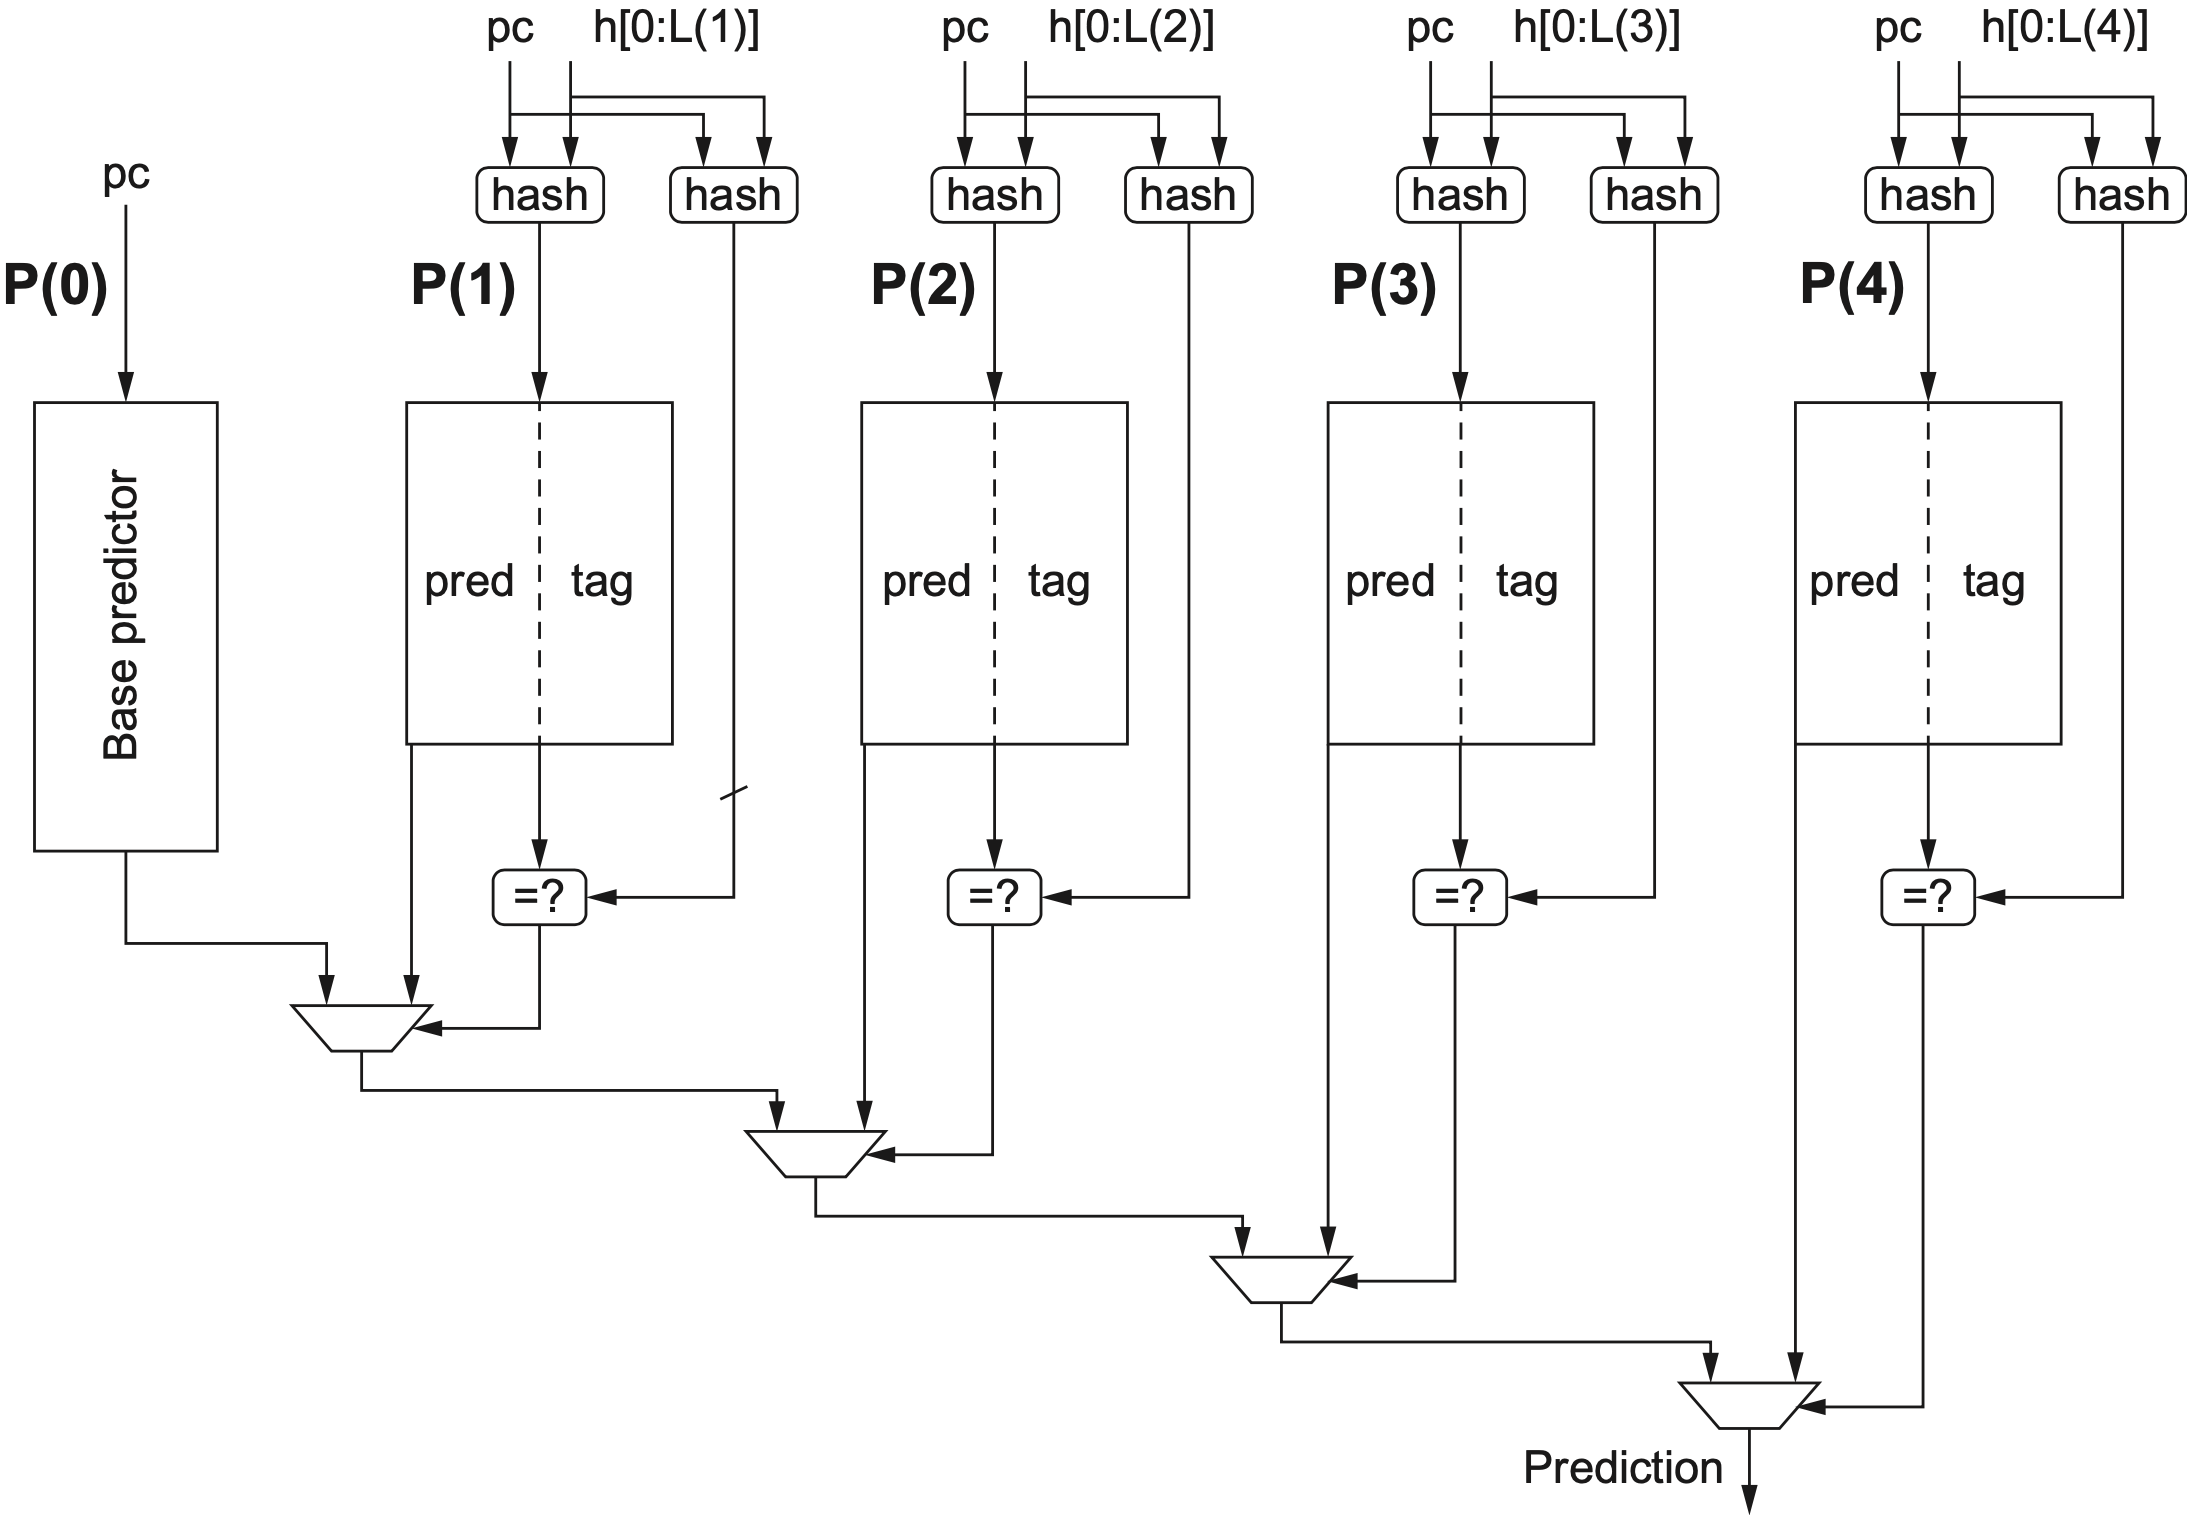 pc h[0:L(1)] pc h[0:L(2)] pc h[0:L(3)] pc h[0:L(4)]
pc hash hash hash hash hash hash hash hash
P(0) P(1) P(2) P(3) P(4)
Base predictor
pred tag pred tag pred tag pred tag
=? =? =? =?
Prediction